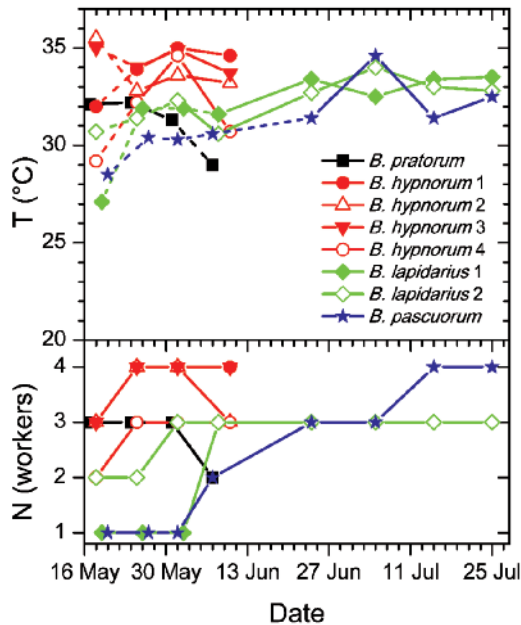 35
30
25
20
T (°C)
B. pratorum
B. hypnorum 1
B. hypnorum 2
B. hypnorum 3
B. hypnorum 4
B. lapidarius 1
B. lapidarius 2
B. pascuorum
4
3
2
1
N (workers)
16 May 30 May 13 Jun 27 Jun 11 Jul 25 Jul
Date